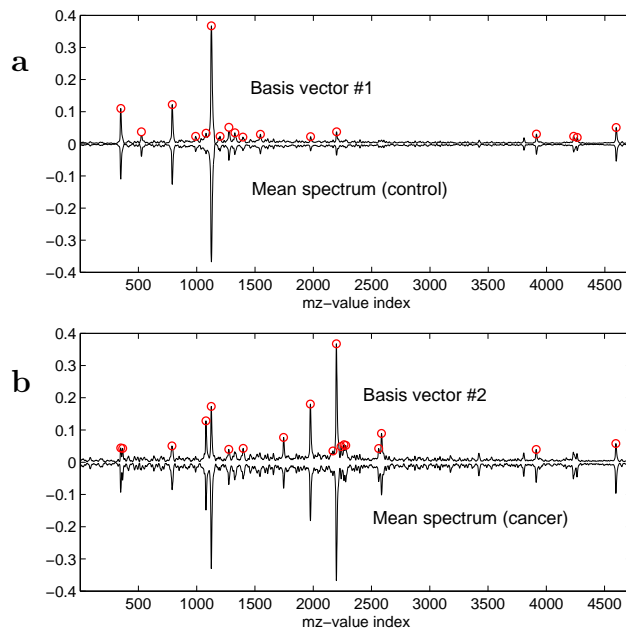 a
0.4
0.3
0.2
0.1
0
−0.1
−0.2
−0.3
−0.4
Basis vector #1
Mean spectrum (control)
500 1000 1500 2000 2500 3000 3500 4000 4500
mz−value index
b
0.4
0.3
0.2
0.1
0
−0.1
−0.2
−0.3
−0.4
Basis vector #2
Mean spectrum (cancer)
500 1000 1500 2000 2500 3000 3500 4000 4500
mz−value index